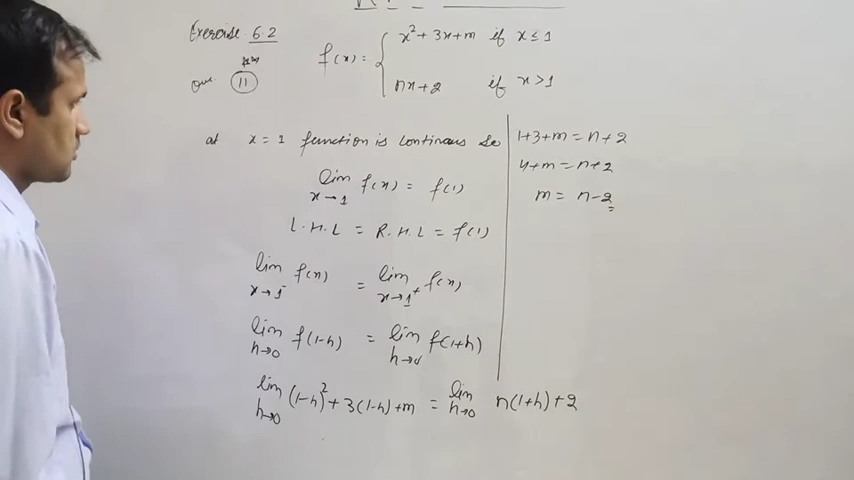 Exercise 6.2
Que. 11
f(x) = { x² + 3x + m if x ≤ 1
nx + 2 if x > 1
at x = 1 function is continous So
lim x→1 f(x) = f(1)
L.H.L = R.H.L = f(1)
lim x→1⁻ f(x) = lim x→1⁺ f(x)
lim h→0 f(1-h) = lim h→0 f(1+h)
lim h→0 (1-h)² + 3(1-h) + m = lim h→0 n(1+h) + 2
1+3+m = n+2
4+m = n+2
m = n-2